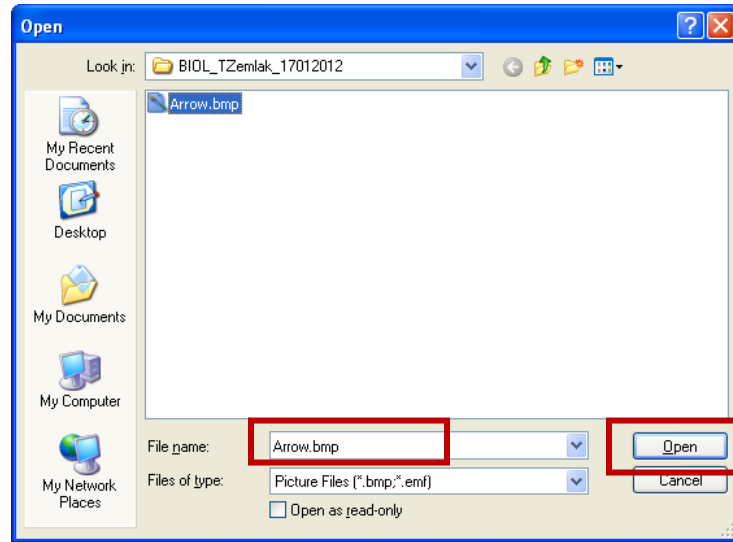 Open
Look in: BIOL_TZemlak_17012012
Arrow.bmp
My Recent
Documents
Desktop
My Documents
My Computer
My Network
Places
File name: Arrow.bmp Open
Files of type: Picture Files (*.bmp;*.emf) Cancel
Open as read-only